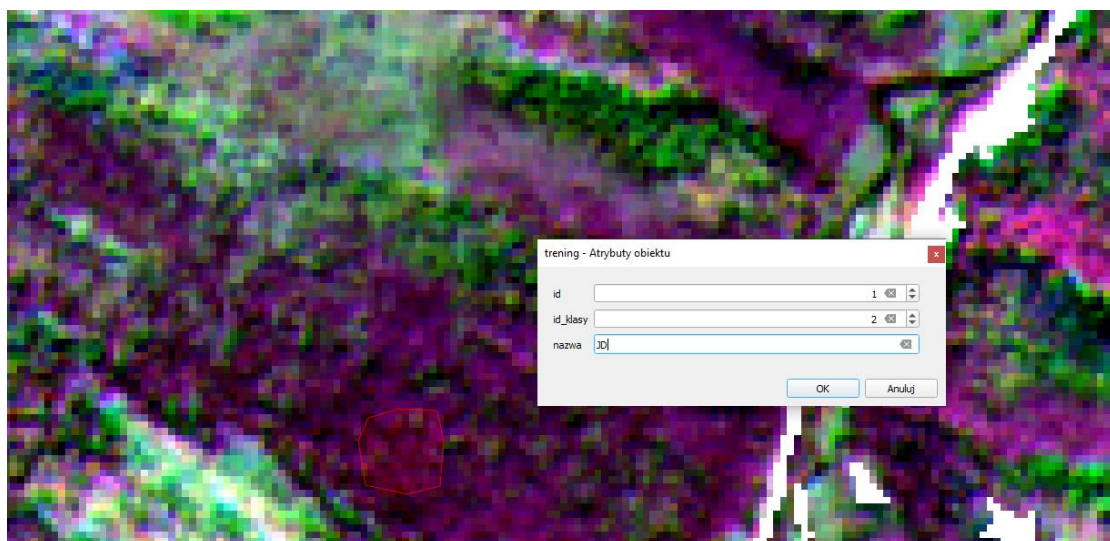 trening - Atrybuty obiektu
x
id 1
id_klasy 2
nazwa JD
OK Anuluj